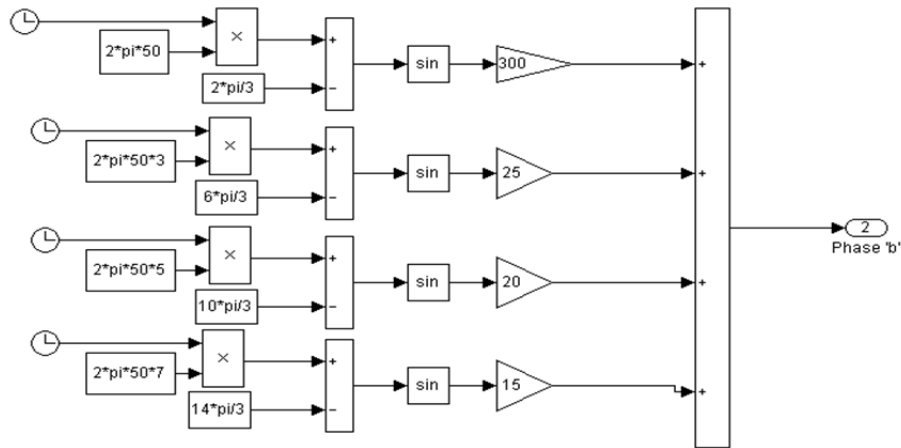 ×
2*pi*50
+
−
2*pi/3
sin
300
+
×
2*pi*50*3
+
−
6*pi/3
sin
25
+
×
2*pi*50*5
+
−
10*pi/3
sin
20
+
×
2*pi*50*7
+
−
14*pi/3
sin
15
+
2
Phase 'b'